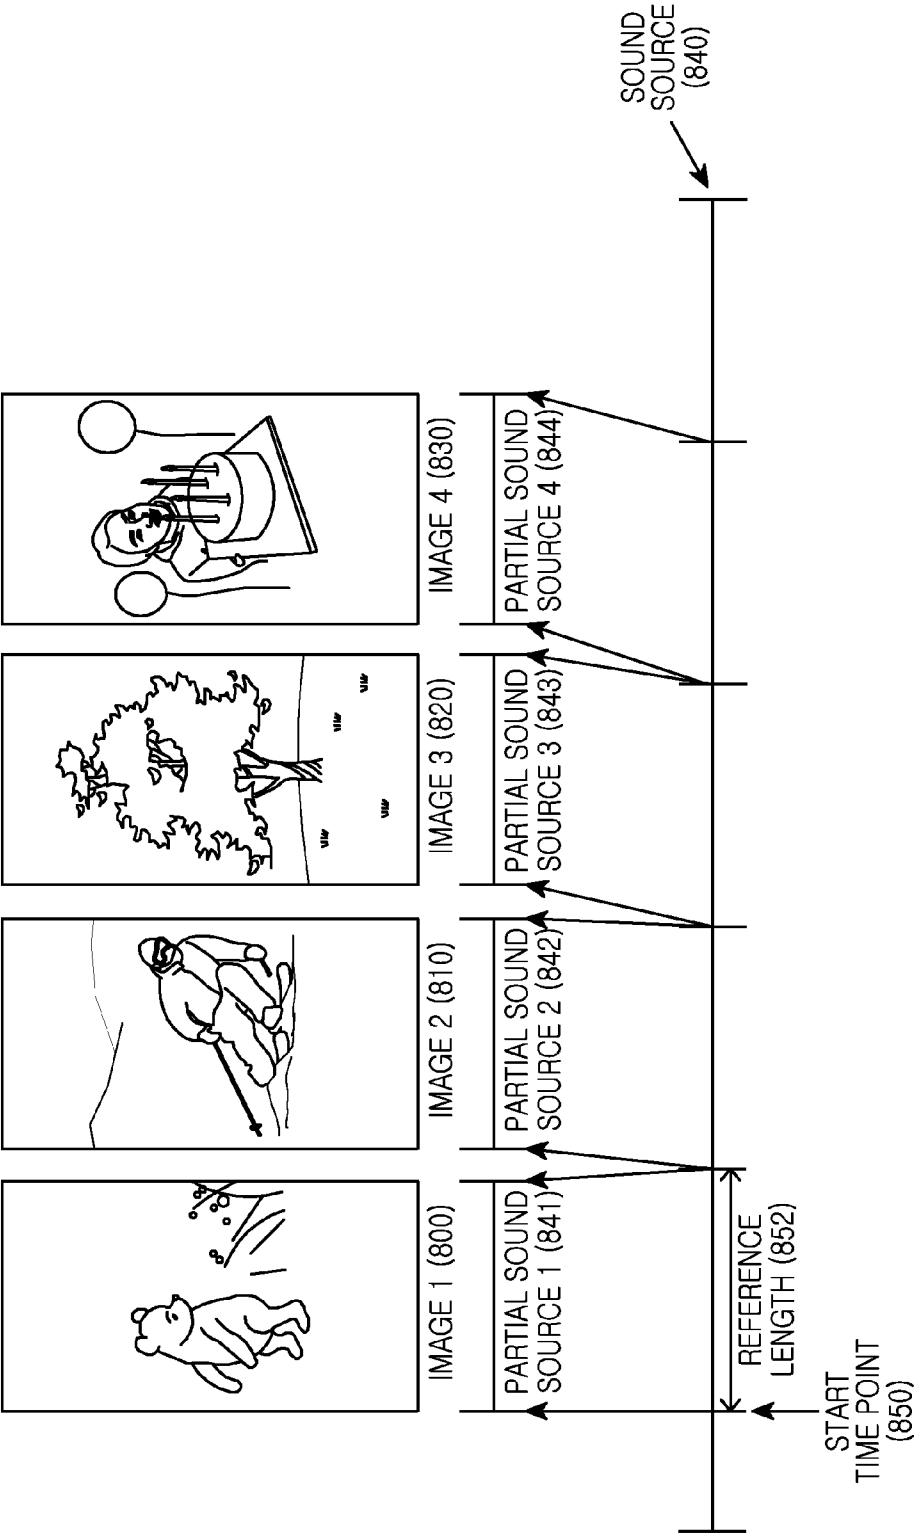 IMAGE 1 (800)
IMAGE 2 (810)
IMAGE 3 (820)
IMAGE 4 (830)
PARTIAL SOUND
SOURCE 1 (841)
PARTIAL SOUND
SOURCE 2 (842)
PARTIAL SOUND
SOURCE 3 (843)
PARTIAL SOUND
SOURCE 4 (844)
SOUND
SOURCE
(840)
REFERENCE
LENGTH (852)
START
TIME POINT
(850)